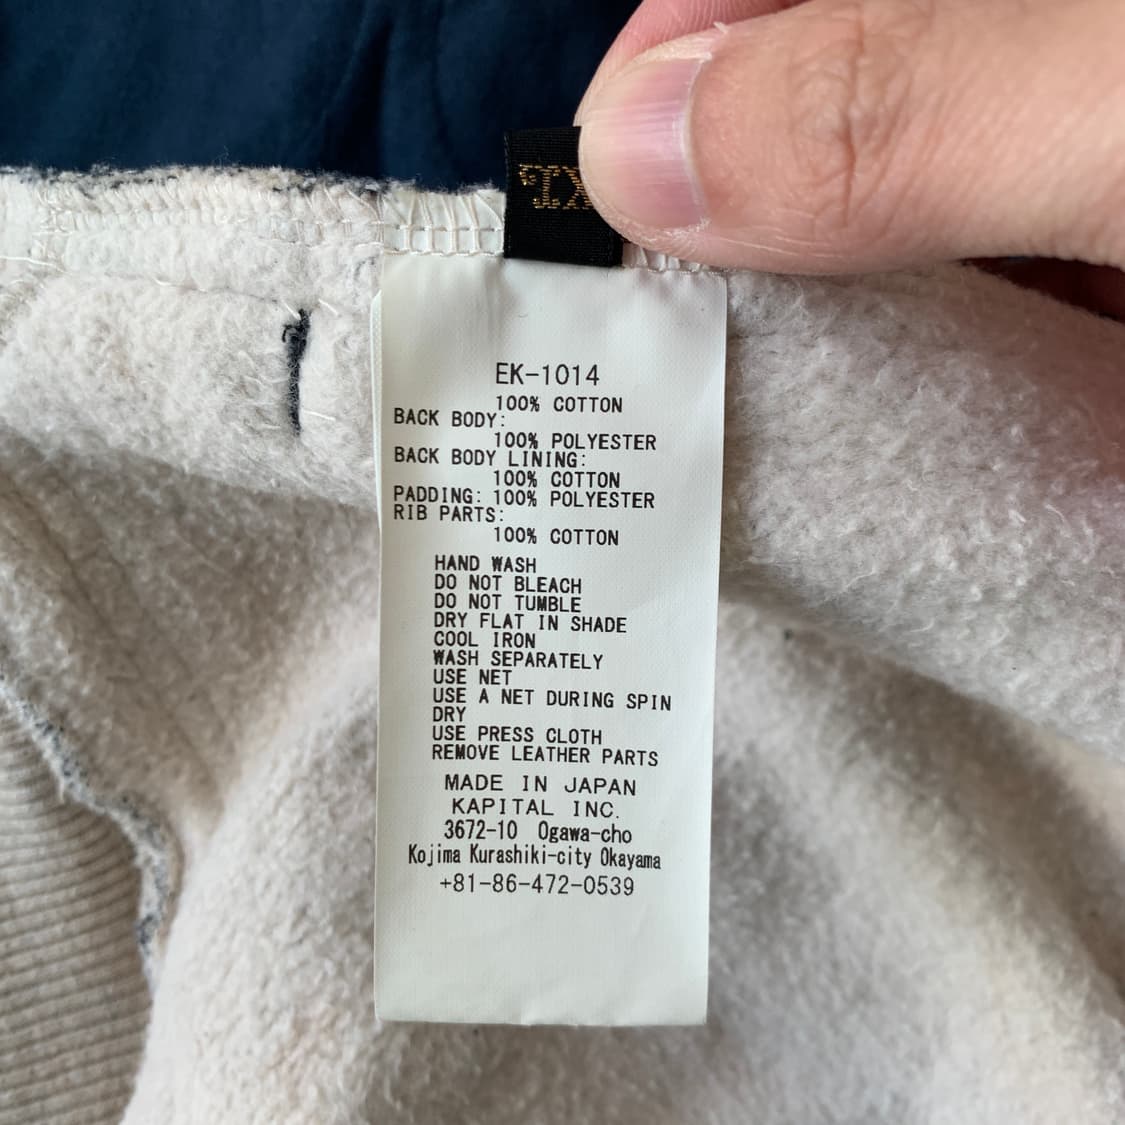 EK-1014
100% COTTON
BACK BODY:
100% POLYESTER
BACK BODY LINING:
100% COTTON
PADDING: 100% POLYESTER
RIB PARTS:
100% COTTON
HAND WASH
DO NOT BLEACH
DO NOT TUMBLE
DRY FLAT IN SHADE
COOL IRON
WASH SEPARATELY
USE NET
USE A NET DURING SPIN
DRY
USE PRESS CLOTH
REMOVE LEATHER PARTS
MADE IN JAPAN
KAPITAL INC.
3672-10 Ogawa-cho
Kojima Kurashiki-city Okayama
+81-86-472-0539